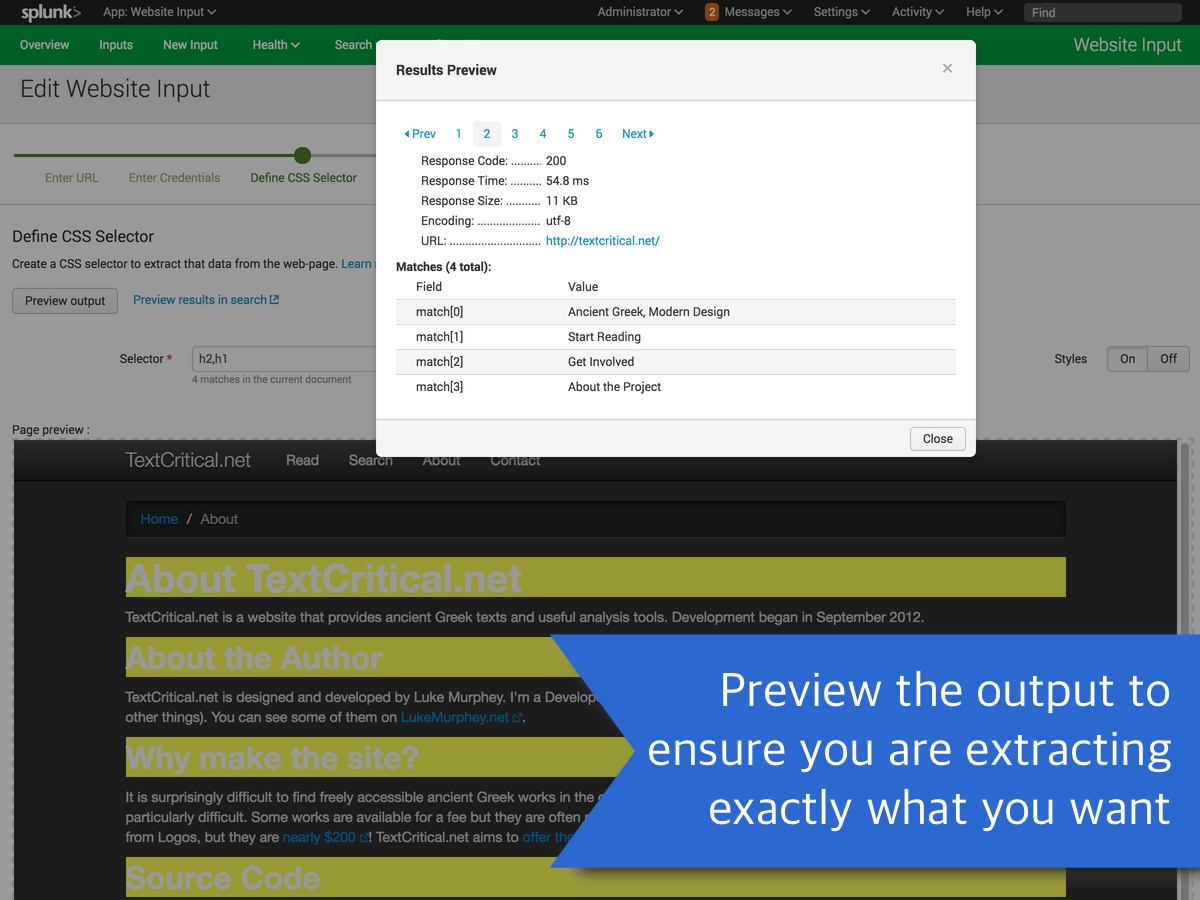 splunk> App: Website Input Administrator 2 Messages Settings Activity Help Find
Overview Inputs New Input Health Search Website Input
Edit Website Input
Enter URL Enter Credentials Define CSS Selector
Define CSS Selector
Create a CSS selector to extract that data from the web-page. Learn
Preview output Preview results in search
Selector * h2,h1 Styles On Off
4 matches in the current document
Page preview :
Results Preview ×
Prev 1 2 3 4 5 6 Next
Response Code: .......... 200
Response Time: .......... 54.8 ms
Response Size: ........... 11 KB
Encoding: .................... utf-8
URL: ............................. http://textcritical.net/
Matches (4 total):
Field Value
match[0] Ancient Greek, Modern Design
match[1] Start Reading
match[2] Get Involved
match[3] About the Project
Close
TextCritical.net Read Search About Contact
Home / About
About TextCritical.net
TextCritical.net is a website that provides ancient Greek texts and useful analysis tools. Development began in September 2012.
About the Author
TextCritical.net is designed and developed by Luke Murphey. I'm a Develop
other things). You can see some of them on LukeMurphey.net.
Why make the site?
It is surprisingly difficult to find freely accessible ancient Greek works in the
particularly difficult. Some works are available for a fee but they are often
from Logos, but they are nearly $200! TextCritical.net aims to offer the
Source Code
Preview the output to
ensure you are extracting
exactly what you want